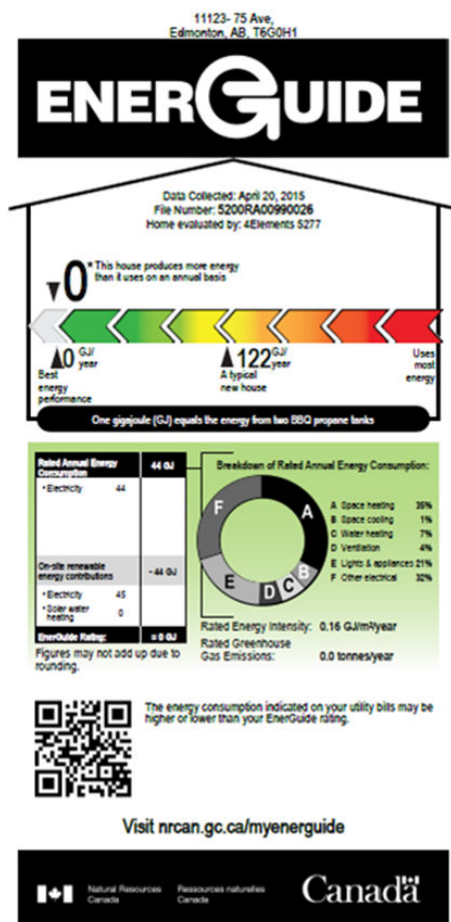 11123- 75 Ave,
Edmonton, AB, T6G0H1
ENERGUIDE
Data Collected: April 20, 2015
File Number: 5200RA00990026
Home evaluated by: 4Elements 5277
0* This house produces more energy
than it uses on an annual basis
0 GJ/
year
Best
energy
performance
122 GJ/
year
A typical
new house
Uses
most
energy
One gigajoule (GJ) equals the energy from two BBQ propane tanks
Rated Annual Energy
Consumption 44 GJ
• Electricity 44
On-site renewable
energy contributions - 44 GJ
• Electricity 45
• Solar water
heating 0
EnerGuide Rating: = 0 GJ
Figures may not add up due to
rounding.
Breakdown of Rated Annual Energy Consumption:
A
B
C
D
E
F
A Space heating 35%
B Space cooling 1%
C Water heating 7%
D Ventilation 4%
E Lights & appliances 21%
F Other electrical 32%
Rated Energy Intensity: 0.16 GJ/m²/year
Rated Greenhouse
Gas Emissions: 0.0 tonnes/year
The energy consumption indicated on your utility bills may be
higher or lower than your EnerGuide rating.
Visit nrcan.gc.ca/myenerguide
Natural Resources
Canada
Ressources naturelles
Canada
Canada